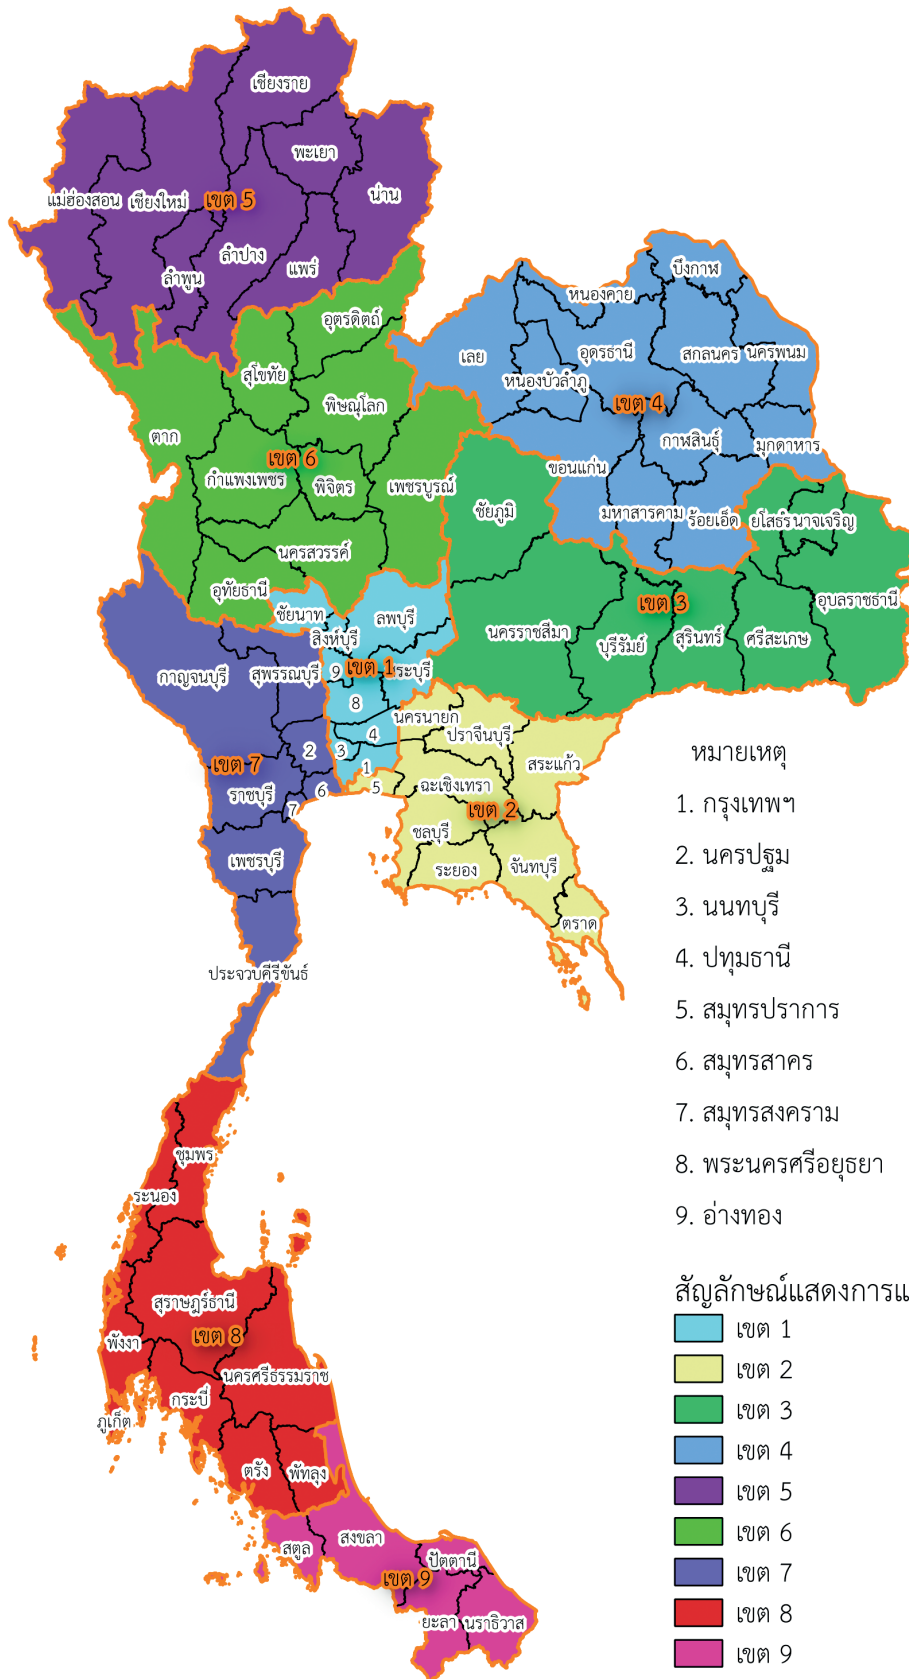 เชียงราย
พะเยา
น่าน
แม่ฮ่องสอน
เชียงใหม่
เขต 5
ลำปาง
แพร่
ลำพูน
อุตรดิตถ์
สุโขทัย
พิษณุโลก
ตาก
เขต 6
กำแพงเพชร
พิจิตร
เพชรบูรณ์
นครสวรรค์
อุทัยธานี
บึงกาฬ
หนองคาย
เลย
อุดรธานี
สกลนคร
นครพนม
หนองบัวลำภู
เขต 4
กาฬสินธุ์
มุกดาหาร
ขอนแก่น
มหาสารคาม
ร้อยเอ็ด
ชัยภูมิ
ยโสธร
นาจเจริญ
อุบลราชธานี
เขต 3
นครราชสีมา
บุรีรัมย์
สุรินทร์
ศรีสะเกษ
ชัยนาท
ลพบุรี
สิงห์บุรี
9
เขต 1
ระบุรี
8
4
3
1
กาญจนบุรี
สุพรรณบุรี
2
เขต 7
ราชบุรี
6
7
เพชรบุรี
ประจวบคีรีขันธ์
นครนายก
ปราจีนบุรี
สระแก้ว
5
ฉะเชิงเทรา
เขต 2
ชลบุรี
ระยอง
จันทบุรี
ตราด
ชุมพร
ระนอง
สุราษฎร์ธานี
พังงา
เขต 8
นครศรีธรรมราช
กระบี่
ภูเก็ต
ตรัง
พัทลุง
สตูล
สงขลา
ปัตตานี
เขต 9
ยะลา
นราธิวาส
หมายเหตุ
1. กรุงเทพฯ
2. นครปฐม
3. นนทบุรี
4. ปทุมธานี
5. สมุทรปราการ
6. สมุทรสาคร
7. สมุทรสงคราม
8. พระนครศรีอยุธยา
9. อ่างทอง
สัญลักษณ์แสดงการแ
เขต 1
เขต 2
เขต 3
เขต 4
เขต 5
เขต 6
เขต 7
เขต 8
เขต 9